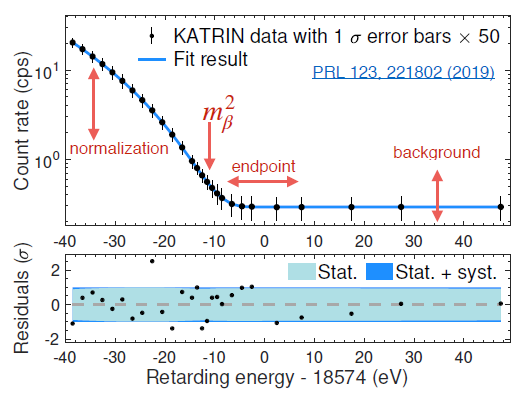 KATRIN data with 1 σ error bars × 50
Fit result
PRL 123, 221802 (2019)
Count rate (cps)
10¹
10⁰
normalization
m²β
endpoint
background
-40 -30 -20 -10 0 10 20 30 40
Residuals (σ)
2
0
-2
Stat.
Stat. + syst.
-40 -30 -20 -10 0 10 20 30 40
Retarding energy - 18574 (eV)